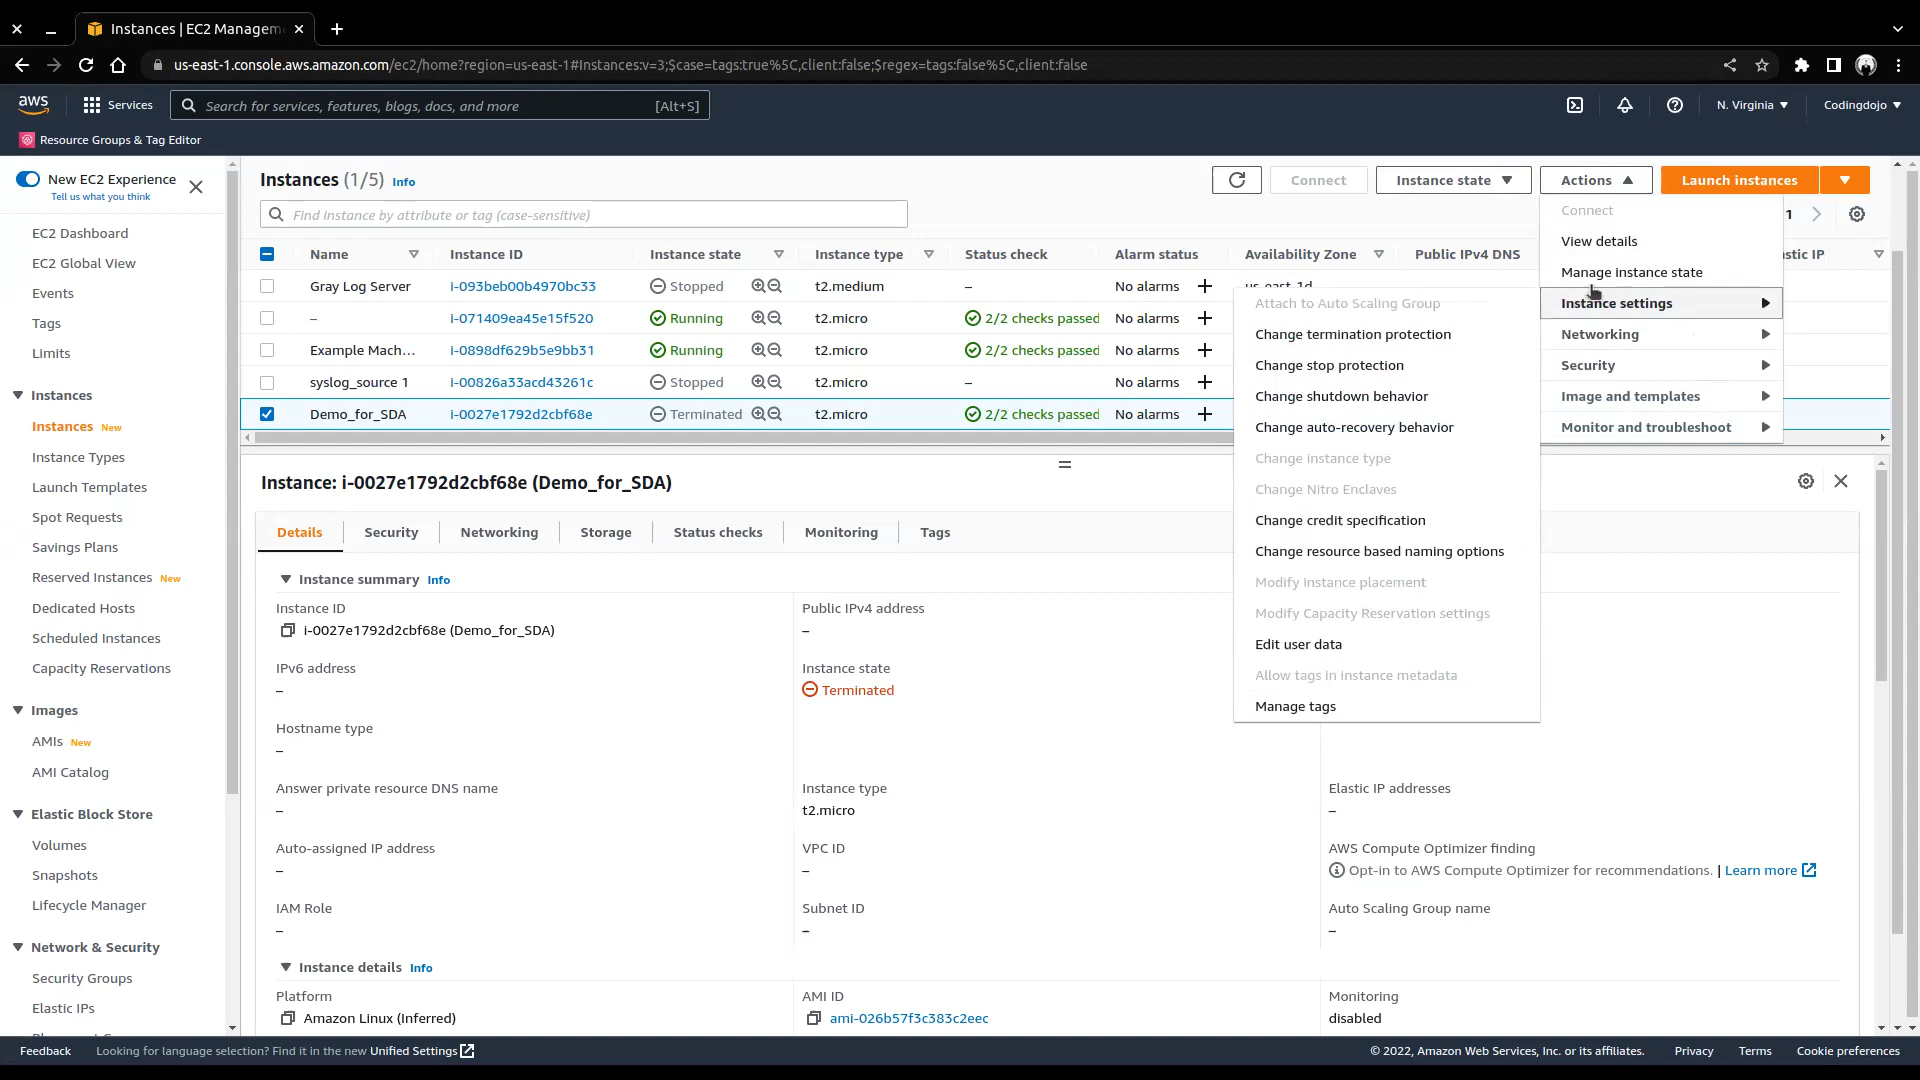 Instances | EC2 Managem
us-east-1.console.aws.amazon.com/ec2/home?region=us-east-1#Instances:v=3;$case=tags:true%5C,client:false;$regex=tags:false%5C,client:false
aws
Services
Search for services, features, blogs, docs, and more
[Alt+S]
N. Virginia
Codingdojo
Resource Groups & Tag Editor
New EC2 Experience
Tell us what you think
EC2 Dashboard
EC2 Global View
Events
Tags
Limits
Instances
Instances New
Instance Types
Launch Templates
Spot Requests
Savings Plans
Reserved Instances New
Dedicated Hosts
Scheduled Instances
Capacity Reservations
Images
AMIs New
AMI Catalog
Elastic Block Store
Volumes
Snapshots
Lifecycle Manager
Network & Security
Security Groups
Elastic IPs
Instances (1/5) Info
Connect
Instance state
Actions
Launch instances
Find instance by attribute or tag (case-sensitive)
1
Name Instance ID Instance state Instance type Status check Alarm status Availability Zone Public IPv4 DNS stic IP
Gray Log Server i-093beb00b4970bc33 Stopped t2.medium – No alarms us-east-1d
– i-071409ea45e15f520 Running t2.micro 2/2 checks passed No alarms
Example Mach... i-0898df629b5e9bb31 Running t2.micro 2/2 checks passed No alarms
syslog_source 1 i-00826a33acd43261c Stopped t2.micro – No alarms
Demo_for_SDA i-0027e1792d2cbf68e Terminated t2.micro 2/2 checks passed No alarms
Connect
View details
Manage instance state
Instance settings
Networking
Security
Image and templates
Monitor and troubleshoot
Attach to Auto Scaling Group
Change termination protection
Change stop protection
Change shutdown behavior
Change auto-recovery behavior
Change instance type
Change Nitro Enclaves
Change credit specification
Change resource based naming options
Modify instance placement
Modify Capacity Reservation settings
Edit user data
Allow tags in instance metadata
Manage tags
Instance: i-0027e1792d2cbf68e (Demo_for_SDA)
Details Security Networking Storage Status checks Monitoring Tags
Instance summary Info
Instance ID
i-0027e1792d2cbf68e (Demo_for_SDA)
Public IPv4 address
–
IPv6 address
–
Instance state
Terminated
Hostname type
–
Answer private resource DNS name
–
Instance type
t2.micro
Elastic IP addresses
–
Auto-assigned IP address
–
VPC ID
–
AWS Compute Optimizer finding
Opt-in to AWS Compute Optimizer for recommendations. | Learn more
IAM Role
–
Subnet ID
–
Auto Scaling Group name
–
Instance details Info
Platform
Amazon Linux (Inferred)
AMI ID
ami-026b57f3c383c2eec
Monitoring
disabled
Feedback
Looking for language selection? Find it in the new Unified Settings
© 2022, Amazon Web Services, Inc. or its affiliates.
Privacy
Terms
Cookie preferences